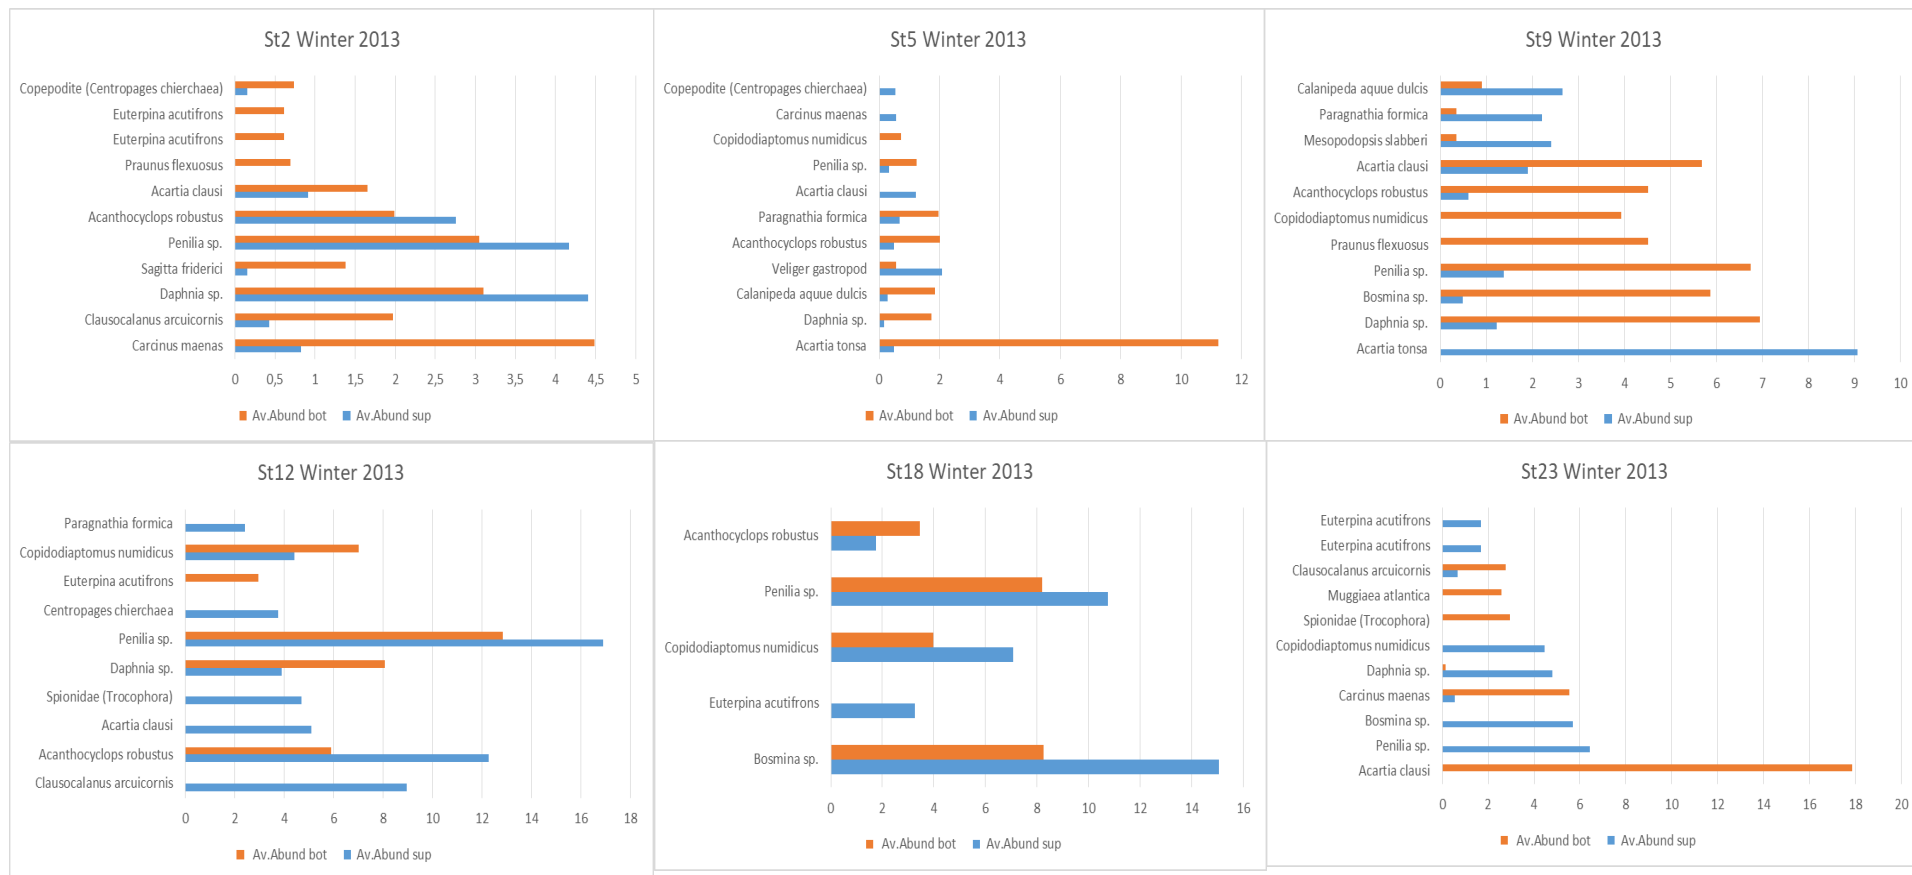 St2 Winter 2013
Copepodite (Centropages chierchaea)
Euterpina acutifrons
Euterpina acutifrons
Praunus flexuosus
Acartia clausi
Acanthocyclops robustus
Penilia sp.
Sagitta friderici
Daphnia sp.
Clausocalanus arcuicornis
Carcinus maenas
0 0,5 1 1,5 2 2,5 3 3,5 4 4,5 5
Av.Abund bot Av.Abund sup
St5 Winter 2013
Copepodite (Centropages chierchaea)
Carcinus maenas
Copidodiaptomus numidicus
Penilia sp.
Acartia clausi
Paragnathia formica
Acanthocyclops robustus
Veliger gastropod
Calanipeda aquue dulcis
Daphnia sp.
Acartia tonsa
0 2 4 6 8 10 12
Av.Abund bot Av.Abund sup
St9 Winter 2013
Calanipeda aquue dulcis
Paragnathia formica
Mesopodopsis slabberi
Acartia clausi
Acanthocyclops robustus
Copidodiaptomus numidicus
Praunus flexuosus
Penilia sp.
Bosmina sp.
Daphnia sp.
Acartia tonsa
0 1 2 3 4 5 6 7 8 9 10
Av.Abund bot Av.Abund sup
St12 Winter 2013
Paragnathia formica
Copidodiaptomus numidicus
Euterpina acutifrons
Centropages chierchaea
Penilia sp.
Daphnia sp.
Spionidae (Trocophora)
Acartia clausi
Acanthocyclops robustus
Clausocalanus arcuicornis
0 2 4 6 8 10 12 14 16 18
Av.Abund bot Av.Abund sup
St18 Winter 2013
Acanthocyclops robustus
Penilia sp.
Copidodiaptomus numidicus
Euterpina acutifrons
Bosmina sp.
0 2 4 6 8 10 12 14 16
Av.Abund bot Av.Abund sup
St23 Winter 2013
Euterpina acutifrons
Euterpina acutifrons
Clausocalanus arcuicornis
Muggiaea atlantica
Spionidae (Trocophora)
Copidodiaptomus numidicus
Daphnia sp.
Carcinus maenas
Bosmina sp.
Penilia sp.
Acartia clausi
0 2 4 6 8 10 12 14 16 18 20
Av.Abund bot Av.Abund sup